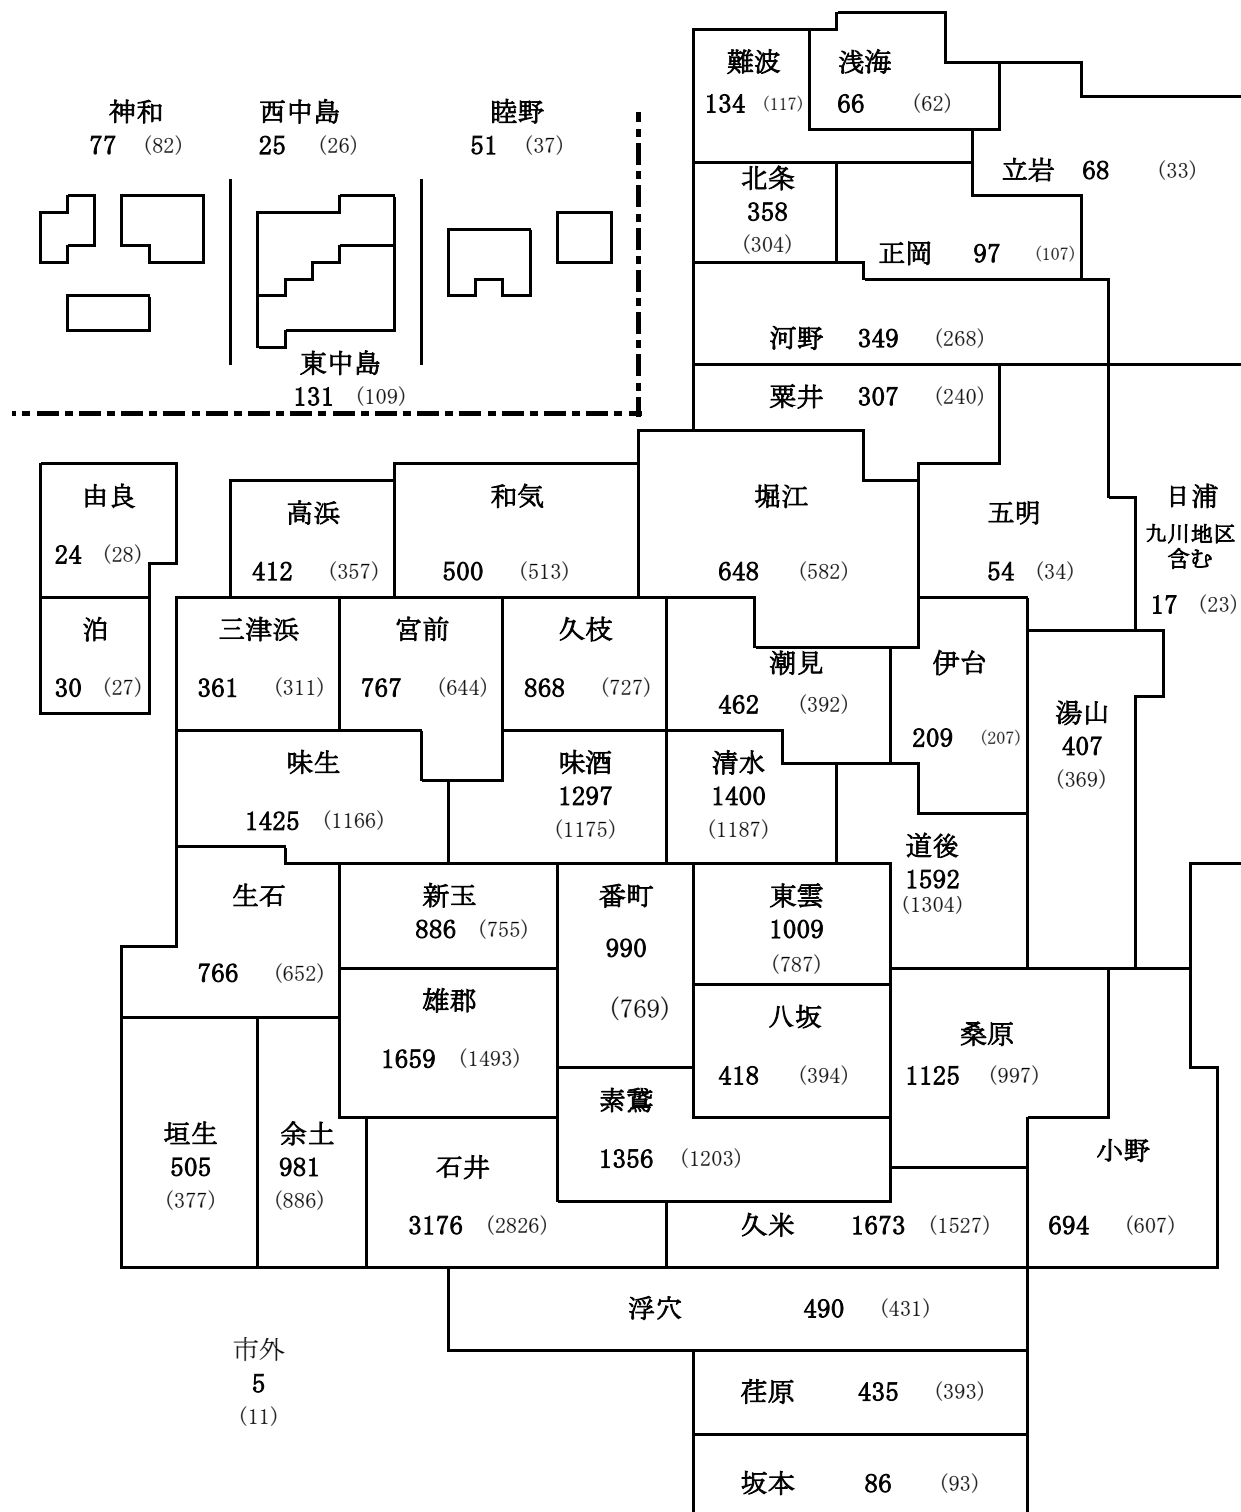 難波
134 (117)
浅海
66 (62)
神和
77 (82)
西中島
25 (26)
睦野
51 (37)
立岩 68 (33)
北条
358
(304)
正岡 97 (107)
河野 349 (268)
東中島
131 (109)
粟井 307 (240)
由良
24 (28)
高浜
412 (357)
和気
500 (513)
堀江
648 (582)
五明
54 (34)
日浦
九川地区
含む
17 (23)
泊
30 (27)
三津浜
361 (311)
宮前
767 (644)
久枝
868 (727)
潮見
462 (392)
伊台
209 (207)
湯山
407
(369)
味生
1425 (1166)
味酒
1297
(1175)
清水
1400
(1187)
道後
1592
(1304)
生石
766 (652)
新玉
886 (755)
番町
990
(769)
東雲
1009
(787)
雄郡
1659 (1493)
八坂
418 (394)
桑原
1125 (997)
素鵞
1356 (1203)
垣生
505
(377)
余土
981
(886)
石井
3176 (2826)
久米 1673 (1527)
小野
694 (607)
浮穴 490 (431)
市外
5
(11)
荏原 435 (393)
坂本 86 (93)